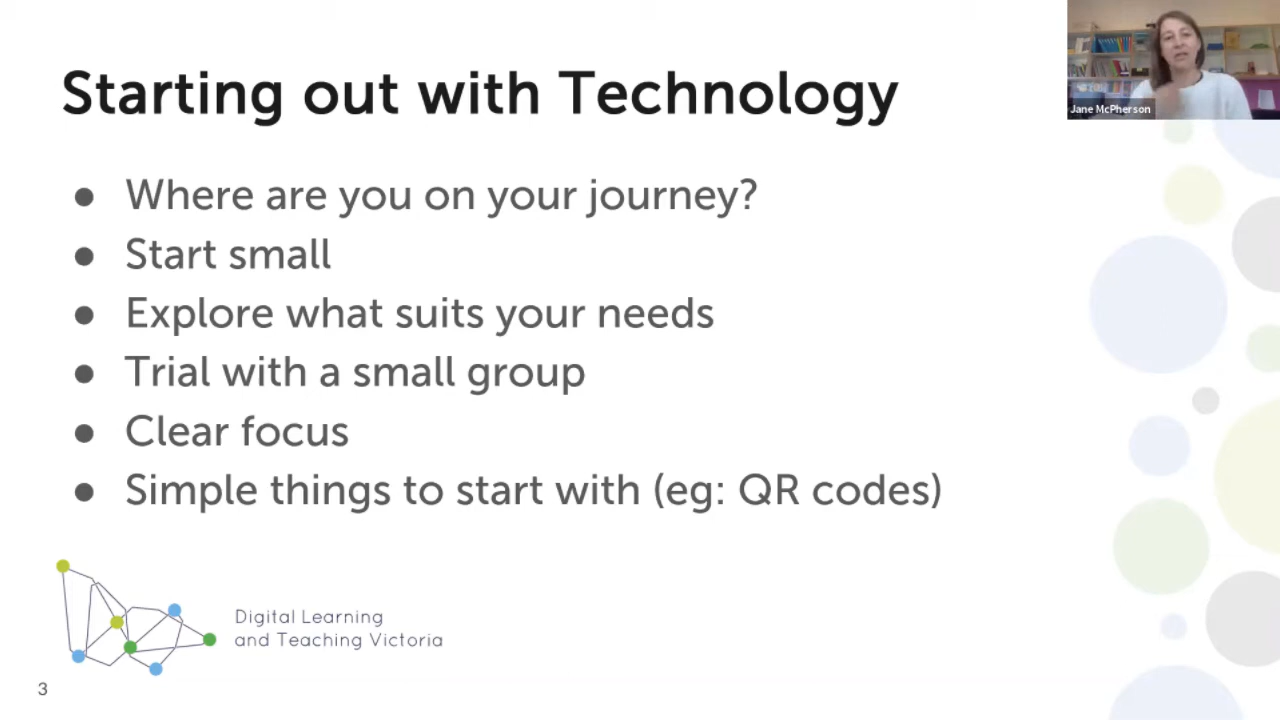 Starting out with Technology
Jane McPherson
● Where are you on your journey?
● Start small
● Explore what suits your needs
● Trial with a small group
● Clear focus
● Simple things to start with (eg: QR codes)
Digital Learning
and Teaching Victoria
3